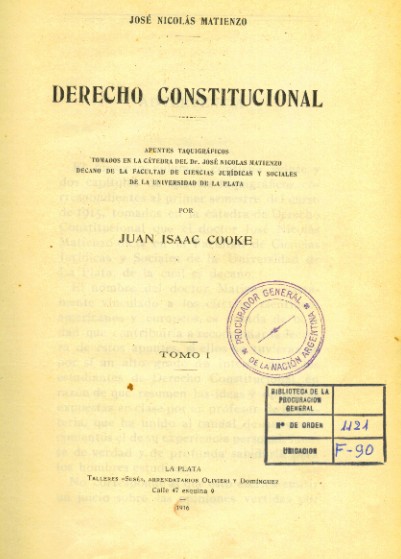 JOSÉ NICOLÁS MATIENZO
DERECHO CONSTITUCIONAL
APUNTES TAQUIGRÁFICOS
TOMADOS EN LA CÁTEDRA DEL Dr. JOSÉ NICOLAS MATIENZO
DECANO DE LA FACULTAD DE CIENCIAS JURÍDICAS Y SOCIALES
DE LA UNIVERSIDAD DE LA PLATA
POR
JUAN ISAAC COOKE
PROCURADOR GENERAL
DE LA NACIÓN ARGENTINA
TOMO I
BIBLIOTECA DE LA
PROCURACION
GENERAL
Nº DE ORDEN 1121
UBICACION F-90
LA PLATA
OLIVIERI Y DOMÍNGUEZ
Calle 47 esquina 9
1916